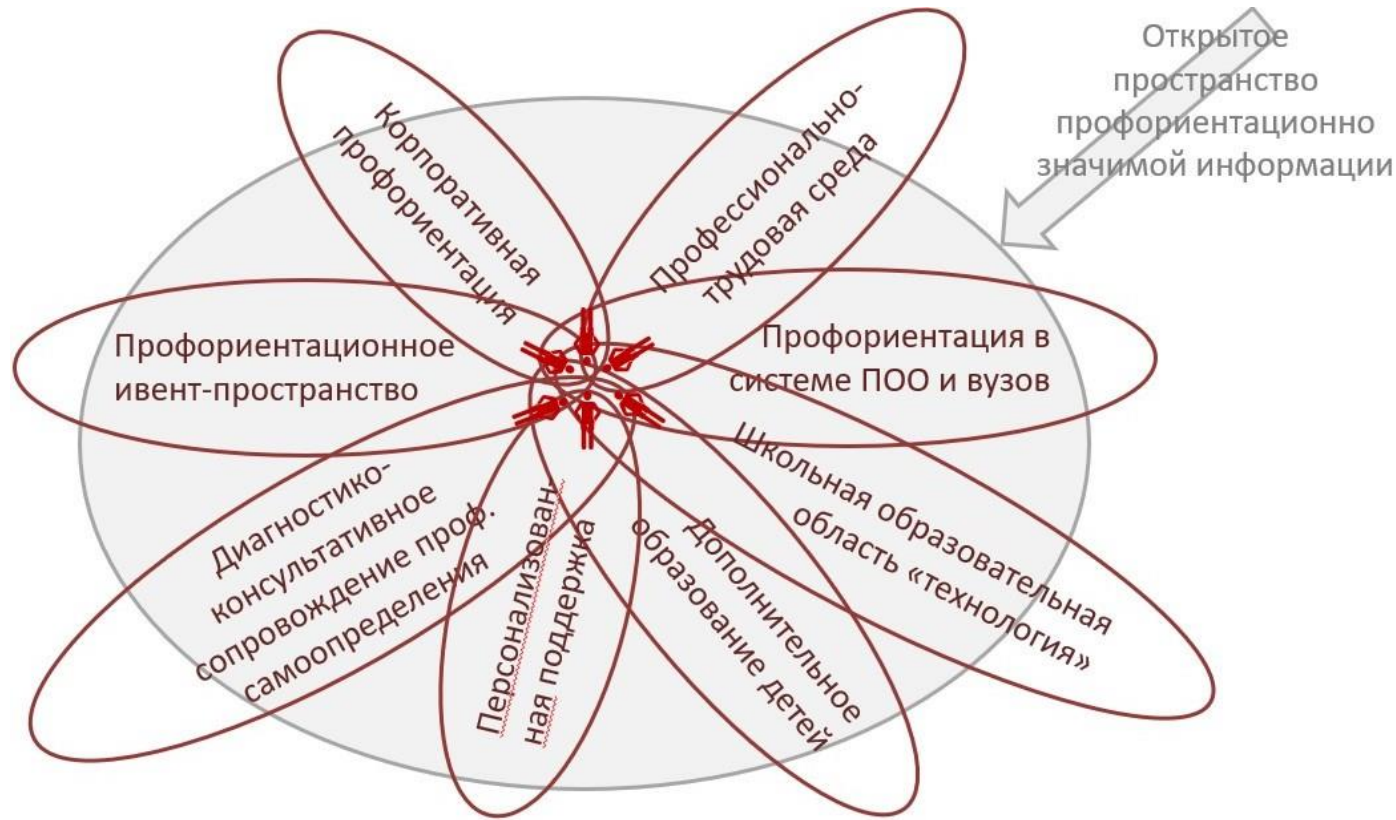 Открытое
пространство
профориентационно
значимой информации
Корпоративная
профориентация
Профессионально-
трудовая среда
Профориентационное
ивент-пространство
Профориентация в
системе ПОО и вузов
Диагностико-
консультативное
сопровождение проф.
самоопределения
Персонализован-
ная поддержка
Дополнительное
образование детей
Школьная образовательная
область «технология»